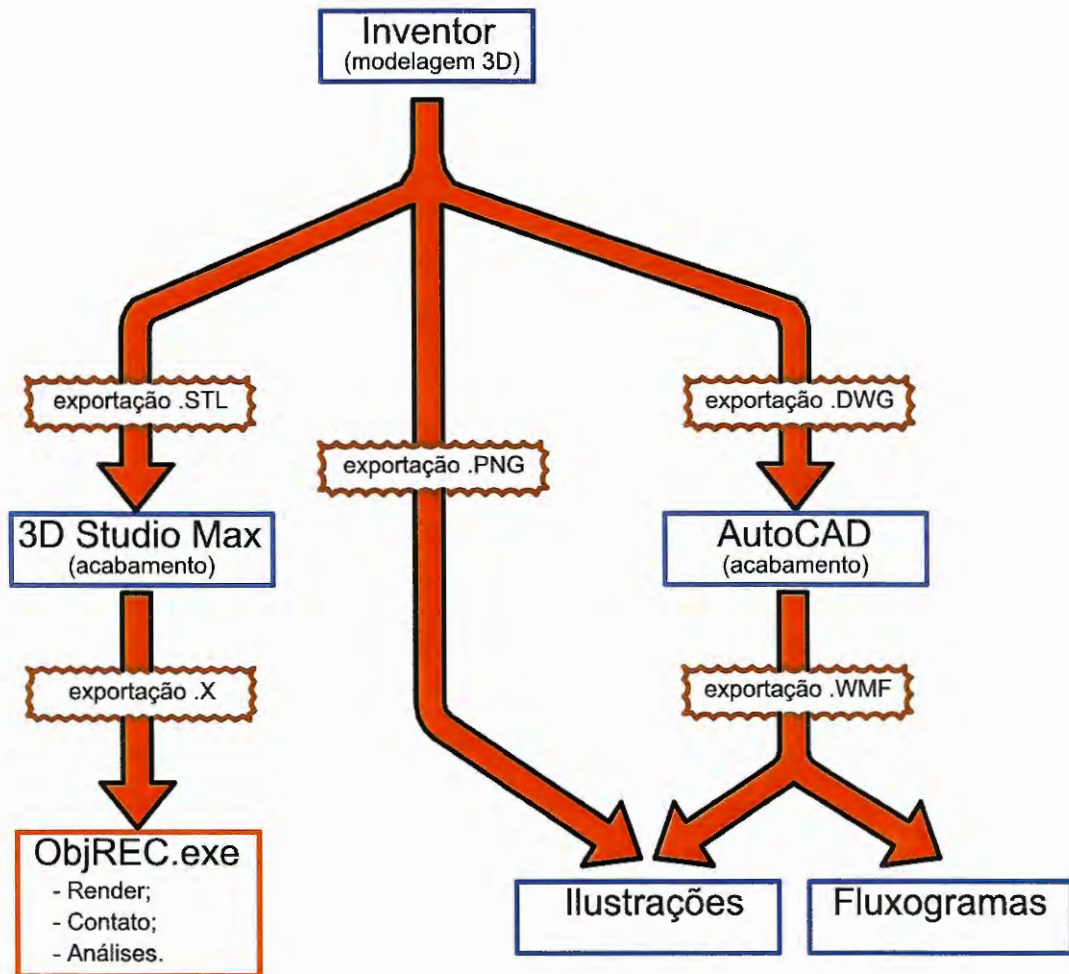 Inventor
(modelagem 3D)
exportação .STL
exportação .DWG
exportação .PNG
3D Studio Max
(acabamento)
AutoCAD
(acabamento)
exportação .X
exportação .WMF
ObjREC.exe
- Render;
- Contato;
- Análises.
Ilustrações
Fluxogramas